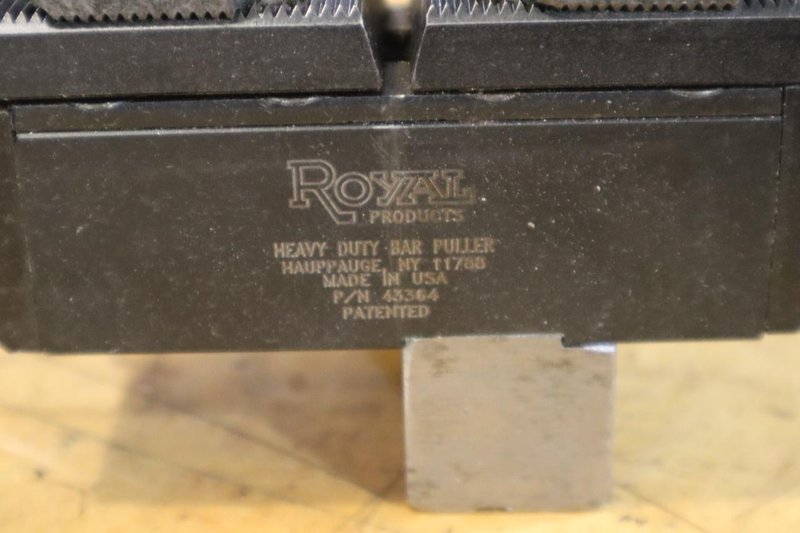 ROYAL
PRODUCTS
HEAVY DUTY BAR PULLER
HAUPPAUGE, NY 11788
MADE IN USA
P/N 43364
PATENTED